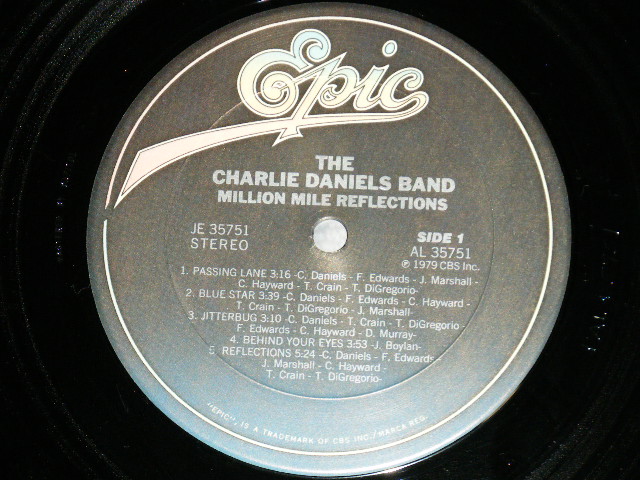 Epic
THE
CHARLIE DANIELS BAND
MILLION MILE REFLECTIONS
JE 35751
STEREO
SIDE 1
AL 35751
℗ 1979 CBS Inc.
1. PASSING LANE 3:16 -C. Daniels - F. Edwards - J. Marshall -
C. Hayward - T. Crain - T. DiGregorio-
2. BLUE STAR 3:39 -C. Daniels - F. Edwards - C. Hayward -
T. Crain - T. DiGregorio - J. Marshall-
3. JITTERBUG 3:10 -C. Daniels - T. Crain - T. DiGregorio -
F. Edwards - C. Hayward - D. Murray-
4. BEHIND YOUR EYES 3:53 -J. Boylan-
5. REFLECTIONS 5:24 -C. Daniels - F. Edwards -
J. Marshall - C. Hayward -
T. Crain - T. DiGregorio-
"EPIC", IS A TRADEMARK OF CBS INC./MARCA REG.